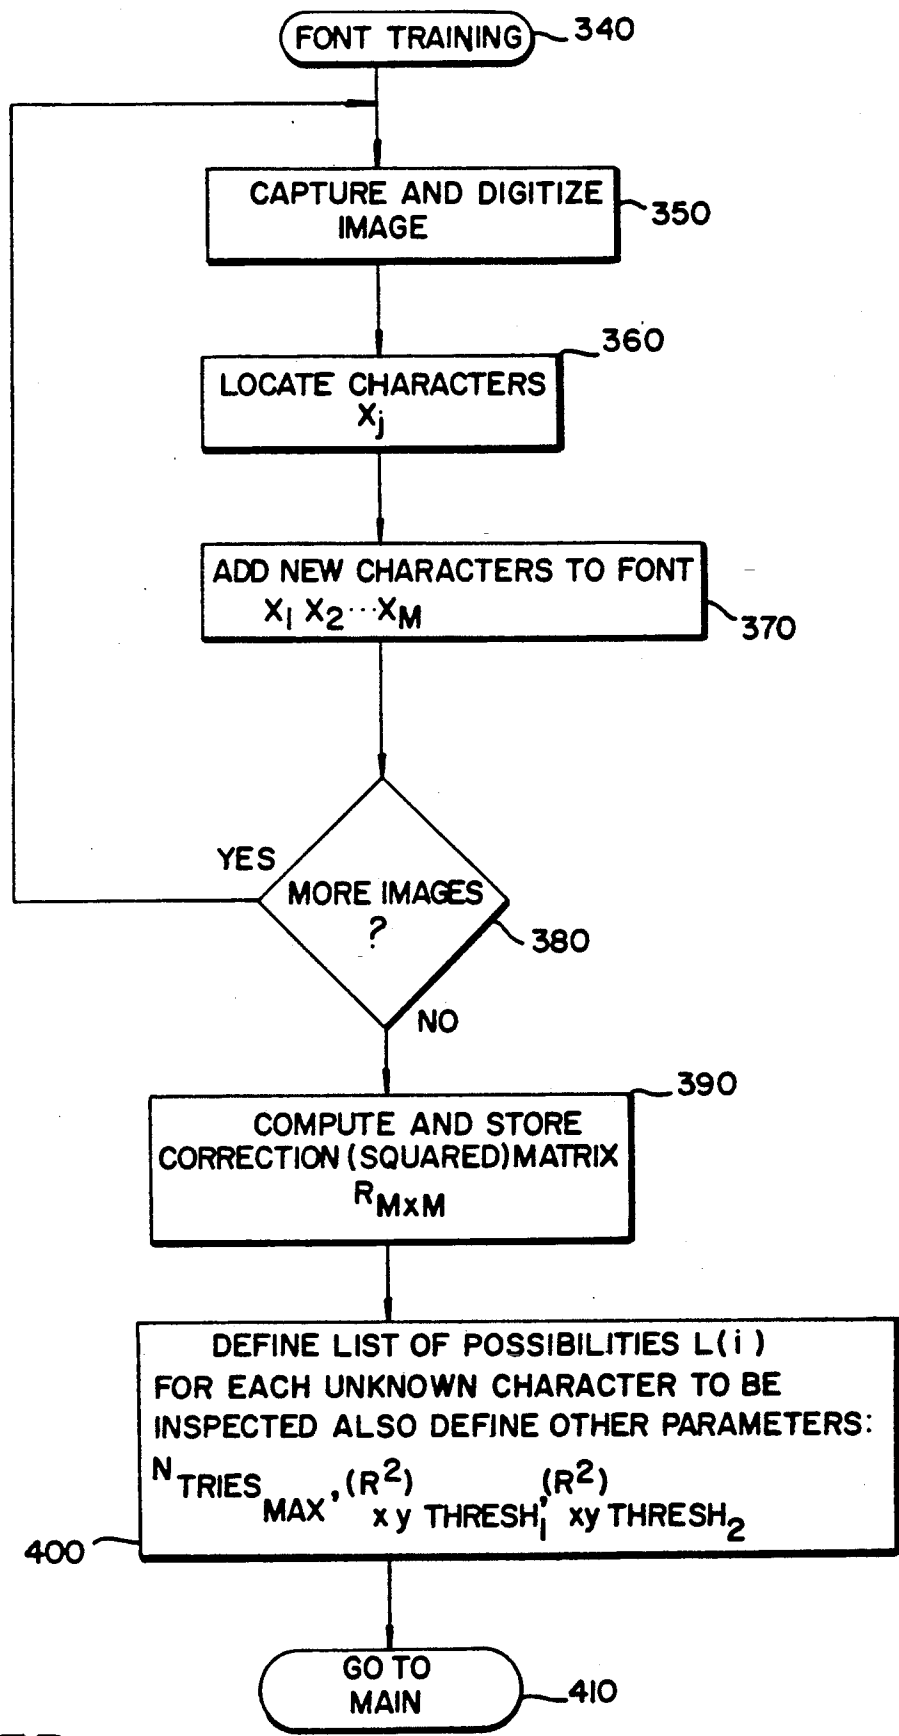 FONT TRAINING
340
CAPTURE AND DIGITIZE
IMAGE
350
360
LOCATE CHARACTERS
Xj
ADD NEW CHARACTERS TO FONT
X1 X2 ... XM
370
YES
MORE IMAGES
?
380
NO
390
COMPUTE AND STORE
CORRECTION (SQUARED) MATRIX
RMxM
DEFINE LIST OF POSSIBILITIES L(i)
FOR EACH UNKNOWN CHARACTER TO BE
INSPECTED ALSO DEFINE OTHER PARAMETERS:
N TRIES MAX, (R²) xy THRESH1, (R²) xy THRESH2
400
GO TO
MAIN
410